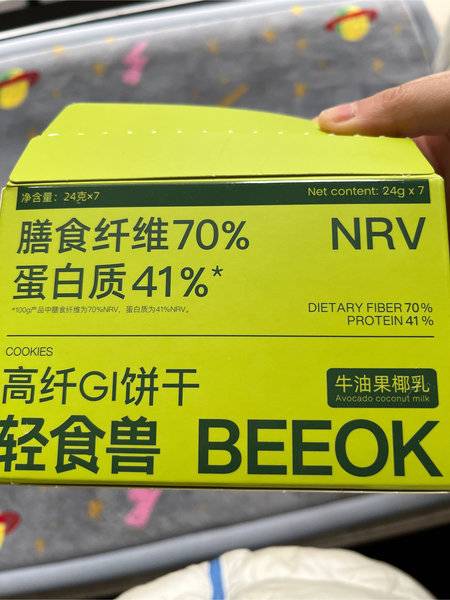 净含量：24克×7
Net content: 24g x 7
膳食纤维70%
NRV
蛋白质41%*
*100g产品中膳食纤维为70%NRV，蛋白质为41%NRV。
DIETARY FIBER 70%
PROTEIN 41%
COOKIES
高纤GI饼干
牛油果椰乳
Avocado coconut milk
轻食兽 BEEOK